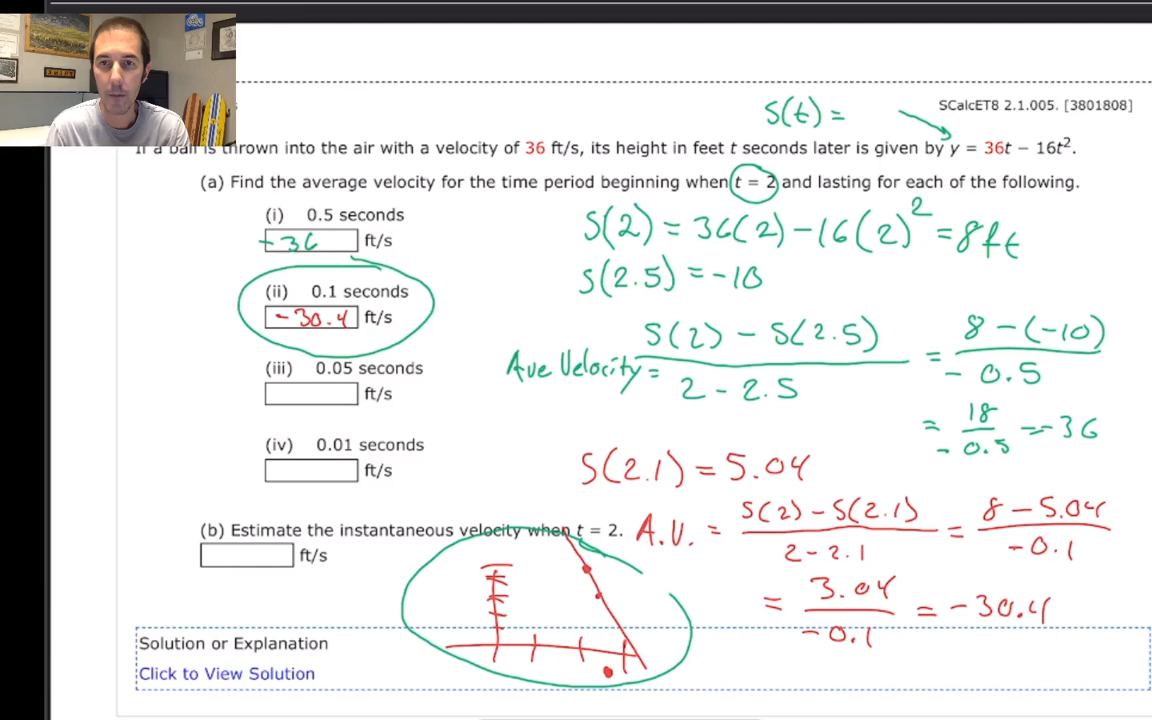 S(t) =
SCalcET8 2.1.005. [3801808]
If a ball is thrown into the air with a velocity of 36 ft/s, its height in feet t seconds later is given by y = 36t − 16t².
(a) Find the average velocity for the time period beginning when t = 2 and lasting for each of the following.
(i) 0.5 seconds
-36 ft/s
S(2) = 36(2) - 16(2)² = 8ft
S(2.5) = -10
(ii) 0.1 seconds
-30.4 ft/s
Ave Velocity = S(2) - S(2.5) / 2 - 2.5 = 8 - (-10) / -0.5
= 18 / -0.5 = -36
(iii) 0.05 seconds
ft/s
(iv) 0.01 seconds
ft/s
S(2.1) = 5.04
A.V. = S(2) - S(2.1) / 2 - 2.1 = 8 - 5.04 / -0.1
= 3.04 / -0.1 = -30.4
(b) Estimate the instantaneous velocity when t = 2.
ft/s
Solution or Explanation
Click to View Solution